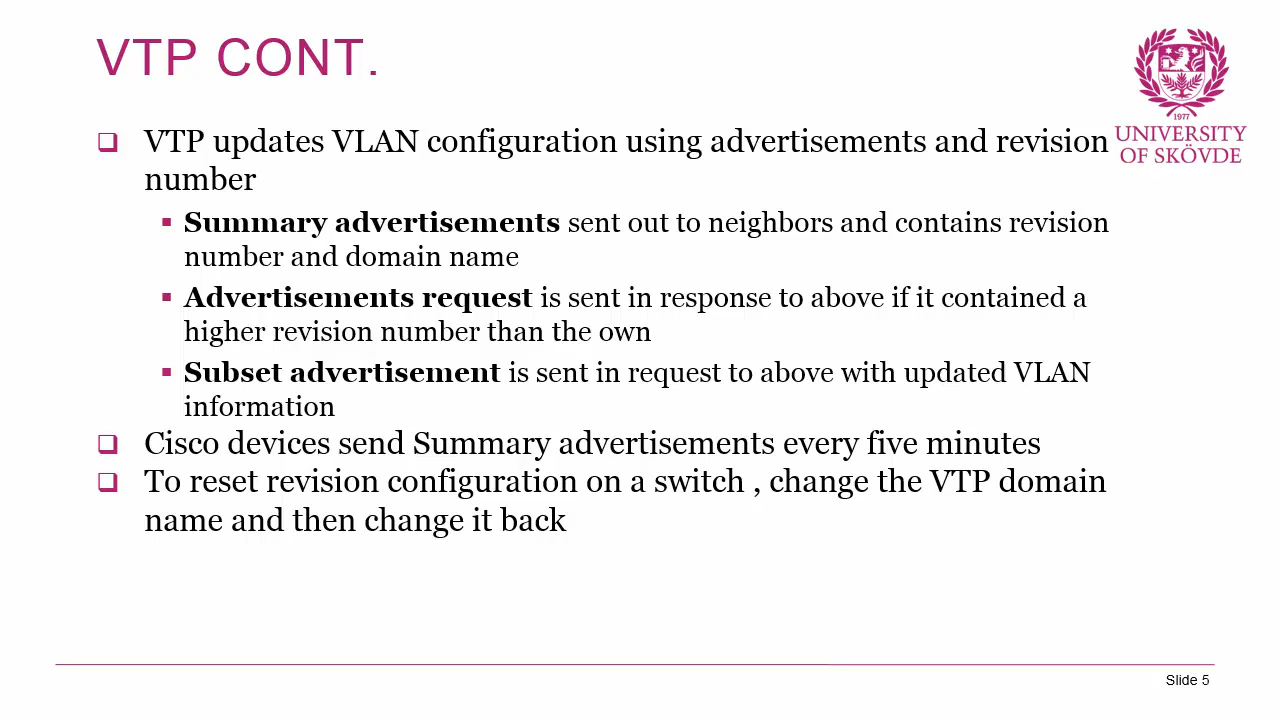 VTP CONT.
1977
UNIVERSITY
OF SKÖVDE
VTP updates VLAN configuration using advertisements and revision
number
Summary advertisements sent out to neighbors and contains revision
number and domain name
Advertisements request is sent in response to above if it contained a
higher revision number than the own
Subset advertisement is sent in request to above with updated VLAN
information
Cisco devices send Summary advertisements every five minutes
To reset revision configuration on a switch , change the VTP domain
name and then change it back
Slide 5